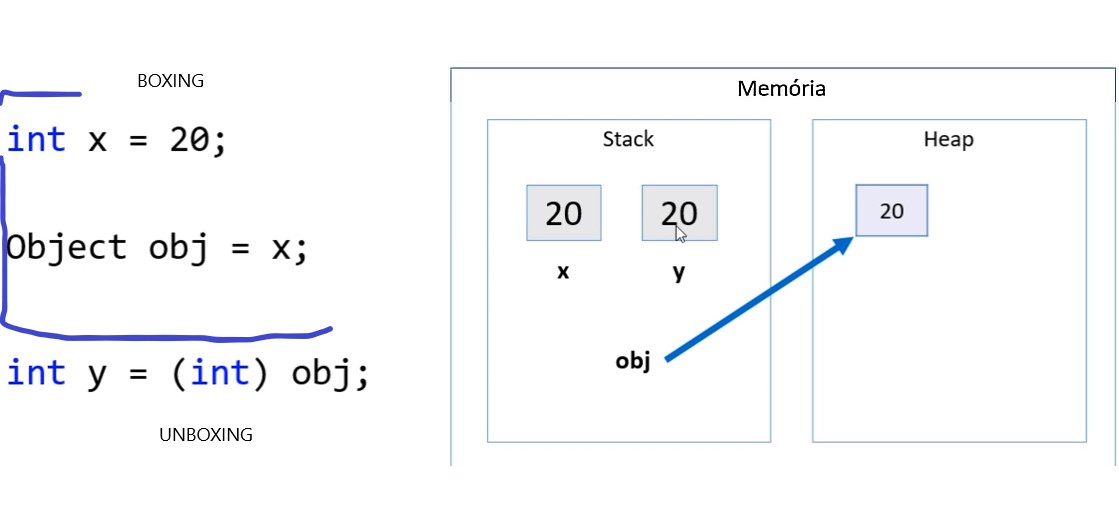 BOXING
int x = 20;
Object obj = x;
int y = (int) obj;
UNBOXING
Memória
Stack
20 20
x y
obj
Heap
20